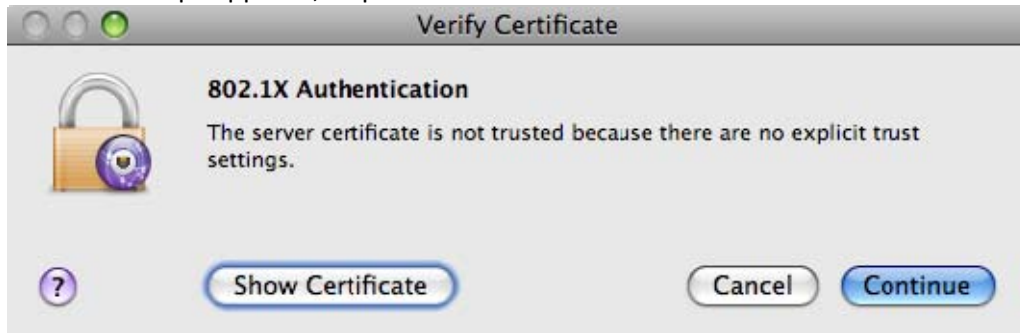 Verify Certificate
802.1X Authentication
The server certificate is not trusted because there are no explicit trust
settings.
?
Show Certificate
Cancel
Continue